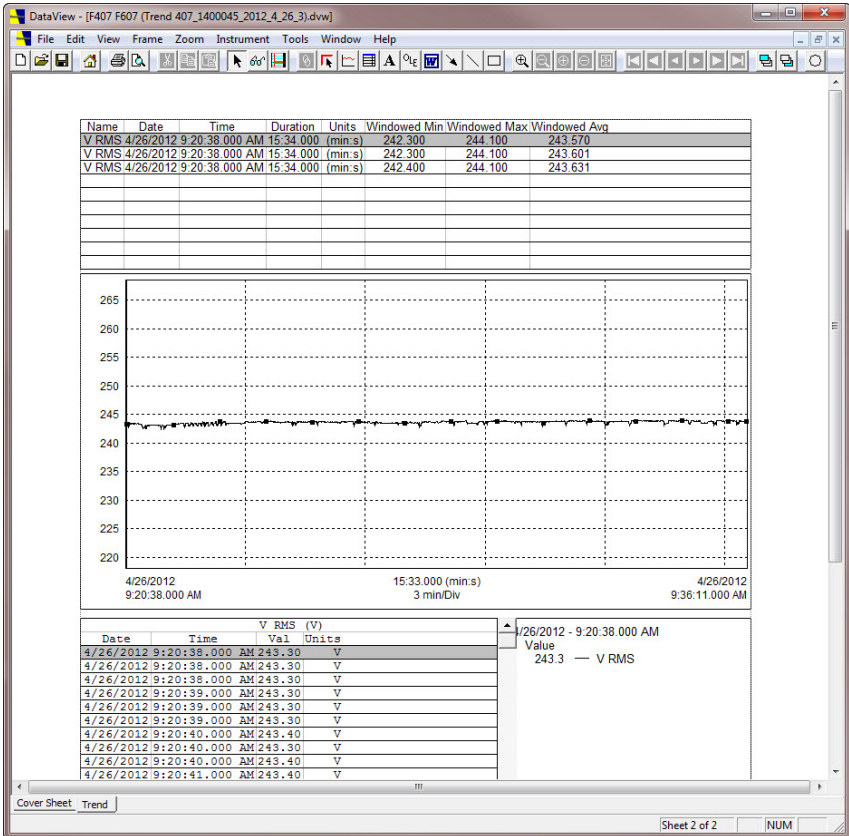 DataView - [F407 F607 (Trend 407_1400045_2012_4_26_3).dvw]
File Edit View Frame Zoom Instrument Tools Window Help
A OLE W
Name Date Time Duration Units Windowed Min Windowed Max Windowed Avg
V RMS 4/26/2012 9:20:38.000 AM 15:34.000 (min:s) 242.300 244.100 243.570
V RMS 4/26/2012 9:20:38.000 AM 15:34.000 (min:s) 242.300 244.100 243.601
V RMS 4/26/2012 9:20:38.000 AM 15:34.000 (min:s) 242.400 244.100 243.631
265
260
255
250
245
240
235
230
225
220
4/26/2012 15:33.000 (min:s) 4/26/2012
9:20:38.000 AM 3 min/Div 9:36:11.000 AM
V RMS (V)
Date Time Val Units
4/26/2012 9:20:38.000 AM 243.30 V
4/26/2012 9:20:38.000 AM 243.30 V
4/26/2012 9:20:38.000 AM 243.40 V
4/26/2012 9:20:39.000 AM 243.30 V
4/26/2012 9:20:39.000 AM 243.30 V
4/26/2012 9:20:39.000 AM 243.30 V
4/26/2012 9:20:40.000 AM 243.40 V
4/26/2012 9:20:40.000 AM 243.30 V
4/26/2012 9:20:40.000 AM 243.40 V
4/26/2012 9:20:41.000 AM 243.40 V
4/26/2012 - 9:20:38.000 AM
Value
243.3 — V RMS
Cover Sheet Trend
Sheet 2 of 2 NUM